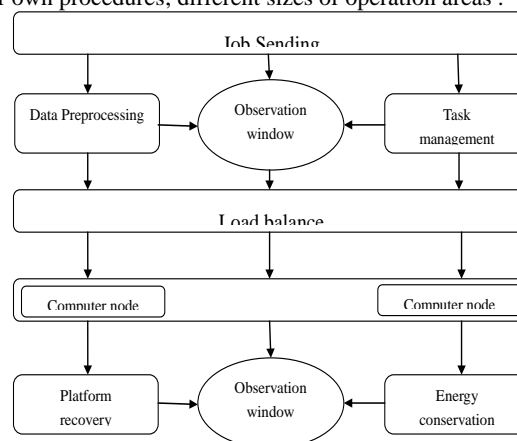 r own procedures, different sizes of operation areas .
Job Sending
Data Preprocessing
Observation
window
Task
management
Load balance
Computer node
Computer node
Platform
recovery
Observation
window
Energy
conservation